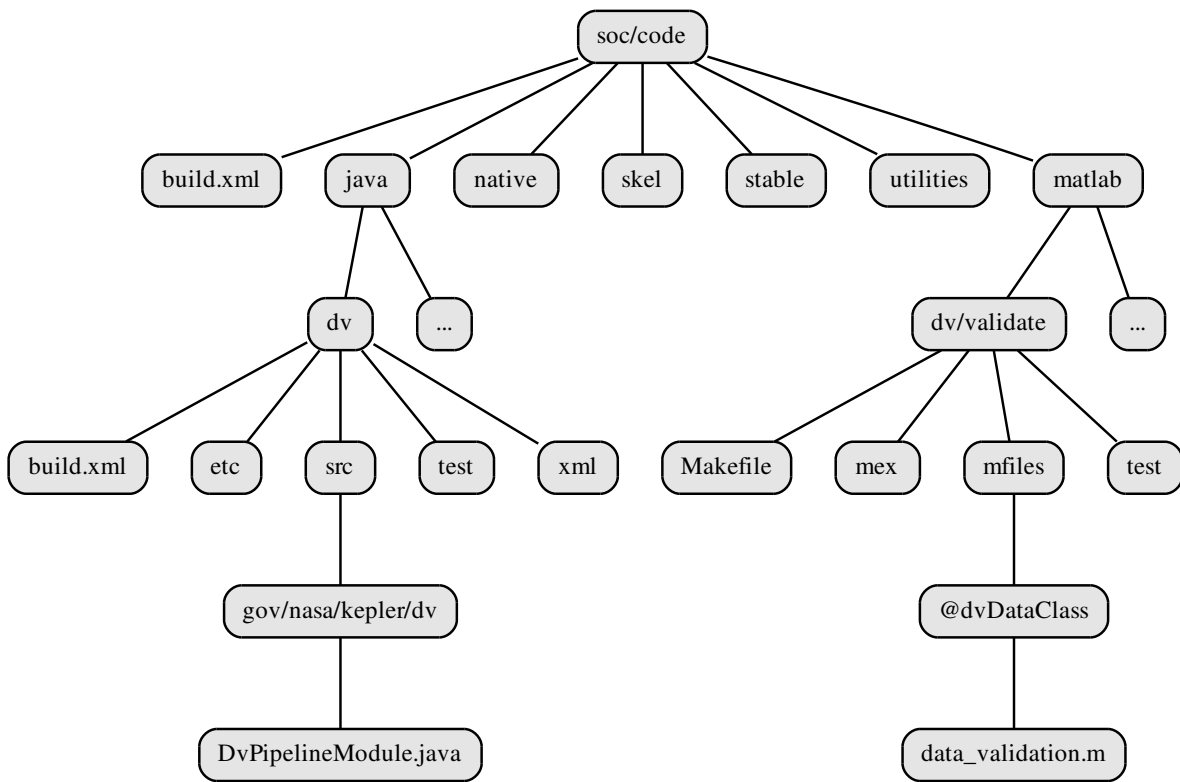 soc/code
build.xml
java
native
skel
stable
utilities
matlab
dv
...
dv/validate
...
build.xml
etc
src
test
xml
Makefile
mex
mfiles
test
gov/nasa/kepler/dv
@dvDataClass
DvPipelineModule.java
data_validation.m